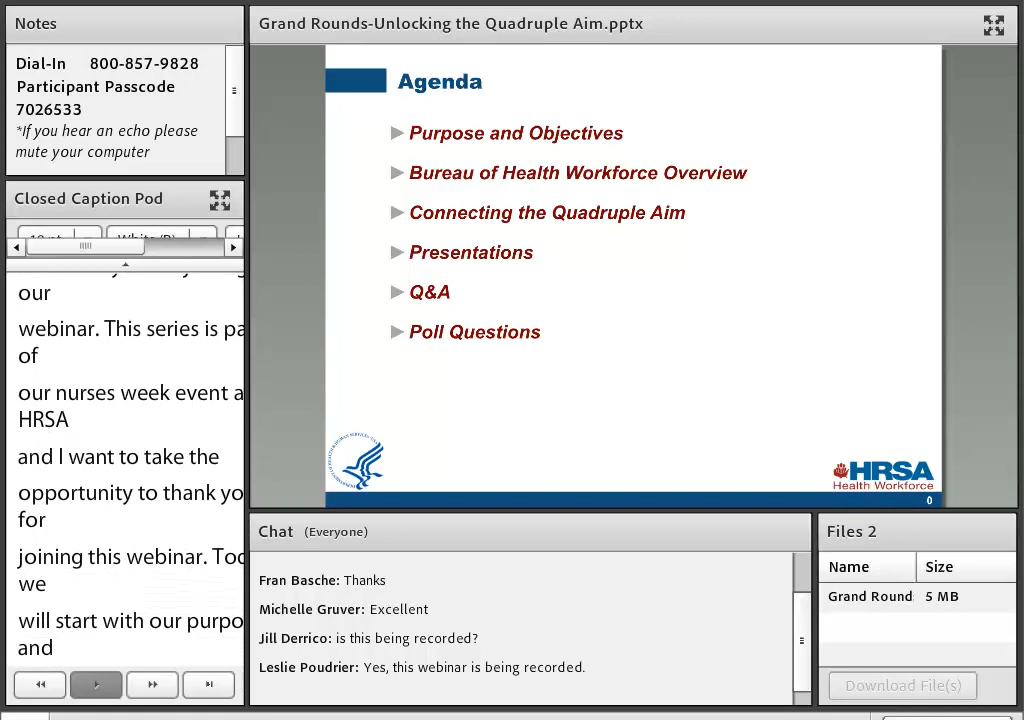 Notes
Dial-In 800-857-9828
Participant Passcode
7026533
*If you hear an echo please
mute your computer
Closed Caption Pod
our
webinar. This series is pa
of
our nurses week event a
HRSA
and I want to take the
opportunity to thank yo
for
joining this webinar. Tod
we
will start with our purpo
and
Grand Rounds-Unlocking the Quadruple Aim.pptx
Agenda
Purpose and Objectives
Bureau of Health Workforce Overview
Connecting the Quadruple Aim
Presentations
Q&A
Poll Questions
HRSA
Health Workforce
0
Chat (Everyone)
Fran Basche: Thanks
Michelle Gruver: Excellent
Jill Derrico: is this being recorded?
Leslie Poudrier: Yes, this webinar is being recorded.
Files 2
Name Size
Grand Round 5 MB
Download File(s)